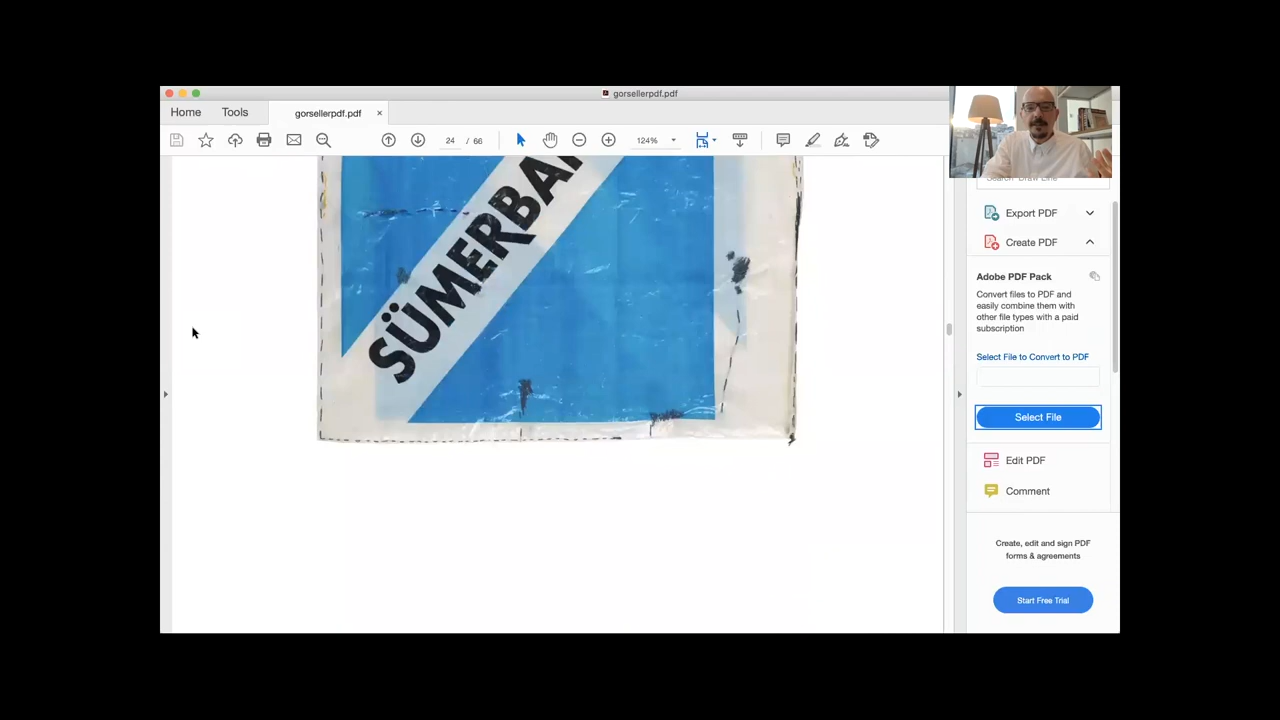 gorsellerpdf.pdf
Home
Tools
gorsellerpdf.pdf ×
24 / 66
124%
SÜMERBA
Export PDF
Create PDF
Adobe PDF Pack
Convert files to PDF and
easily combine them with
other file types with a paid
subscription
Select File to Convert to PDF
Select File
Edit PDF
Comment
Create, edit and sign PDF
forms & agreements
Start Free Trial